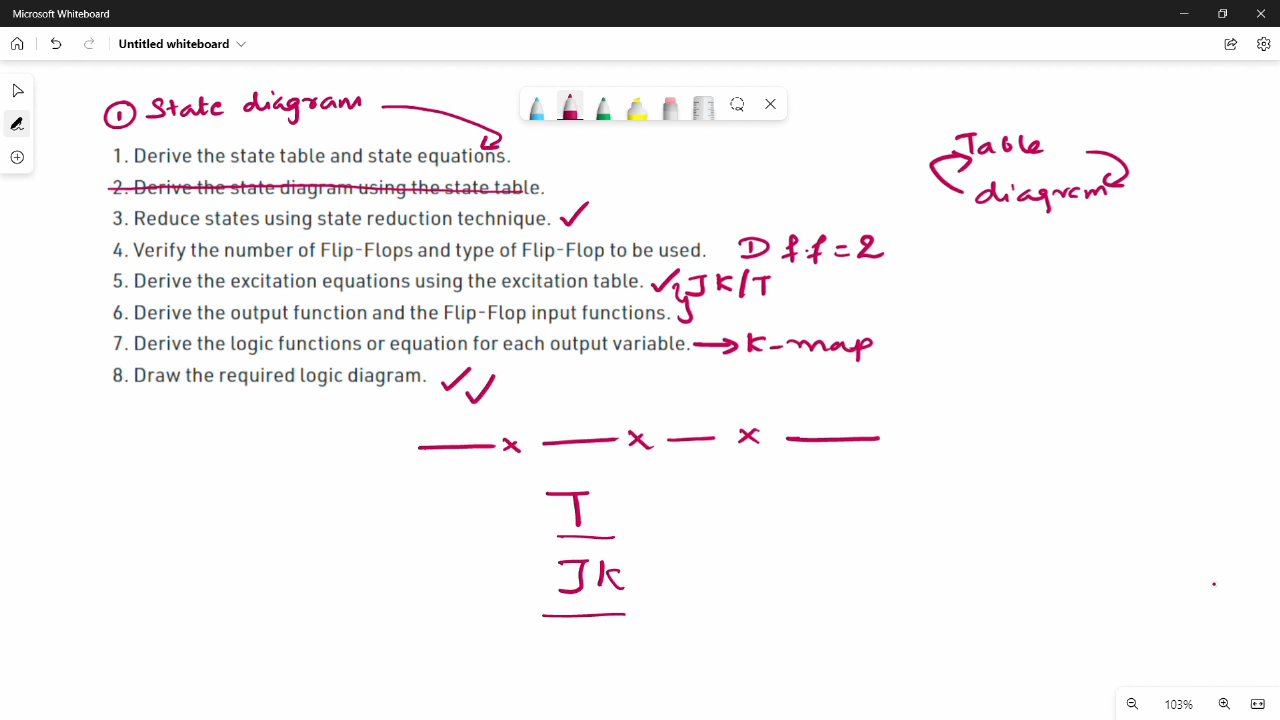 Microsoft Whiteboard
Untitled whiteboard
① State diagram
1. Derive the state table and state equations.
2. Derive the state diagram using the state table.
3. Reduce states using state reduction technique.
4. Verify the number of Flip-Flops and type of Flip-Flop to be used.
5. Derive the excitation equations using the excitation table.
6. Derive the output function and the Flip-Flop input functions.
7. Derive the logic functions or equation for each output variable.
8. Draw the required logic diagram.
Table
diagram
D f.f = 2
JK/T
K-map
x x x
T
JK
103%